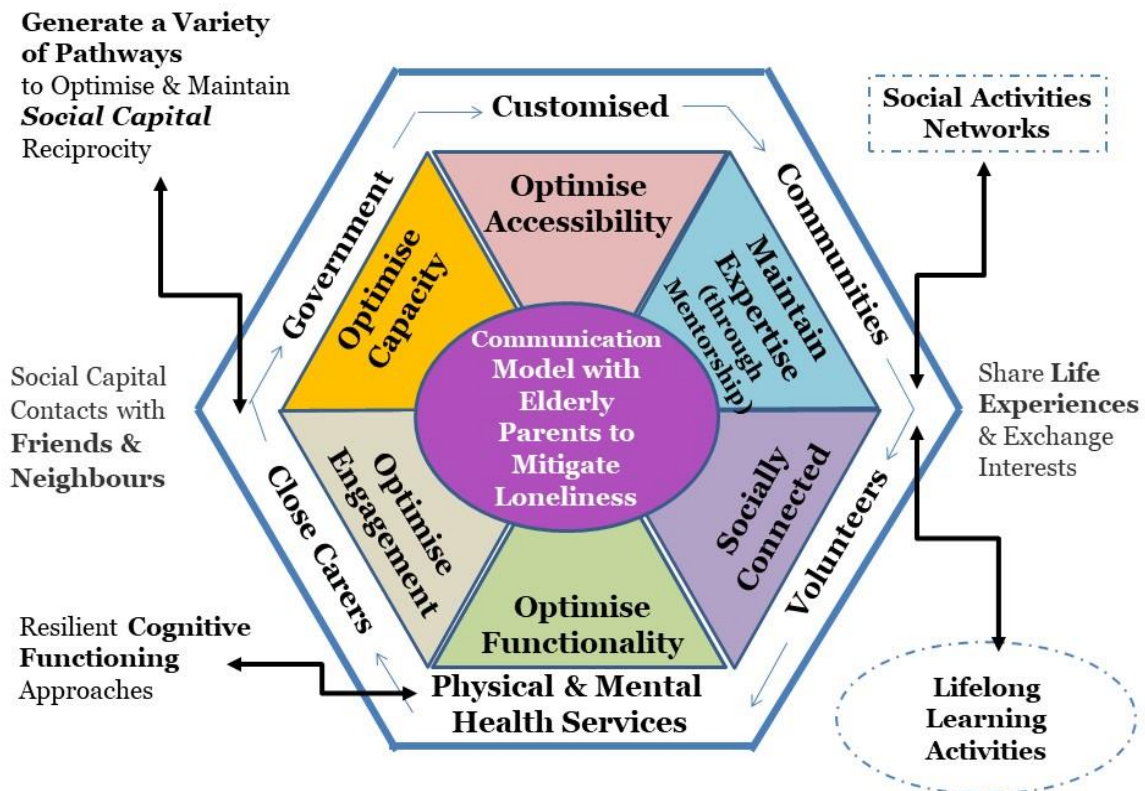 Generate a Variety
of Pathways
to Optimise & Maintain
Social Capital
Reciprocity
Customised
Social Activities
Networks
Government
Communities
Optimise
Accessibility
Optimise
Capacity
Maintain
Expertise
(through
Mentorship)
Communication
Model with
Elderly
Parents to
Mitigate
Loneliness
Social Capital
Contacts with
Friends &
Neighbours
Share Life
Experiences
& Exchange
Interests
Optimise
Engagement
Socially
Connected
Close Carers
Volunteers
Optimise
Functionality
Resilient Cognitive
Functioning
Approaches
Physical & Mental
Health Services
Lifelong
Learning
Activities